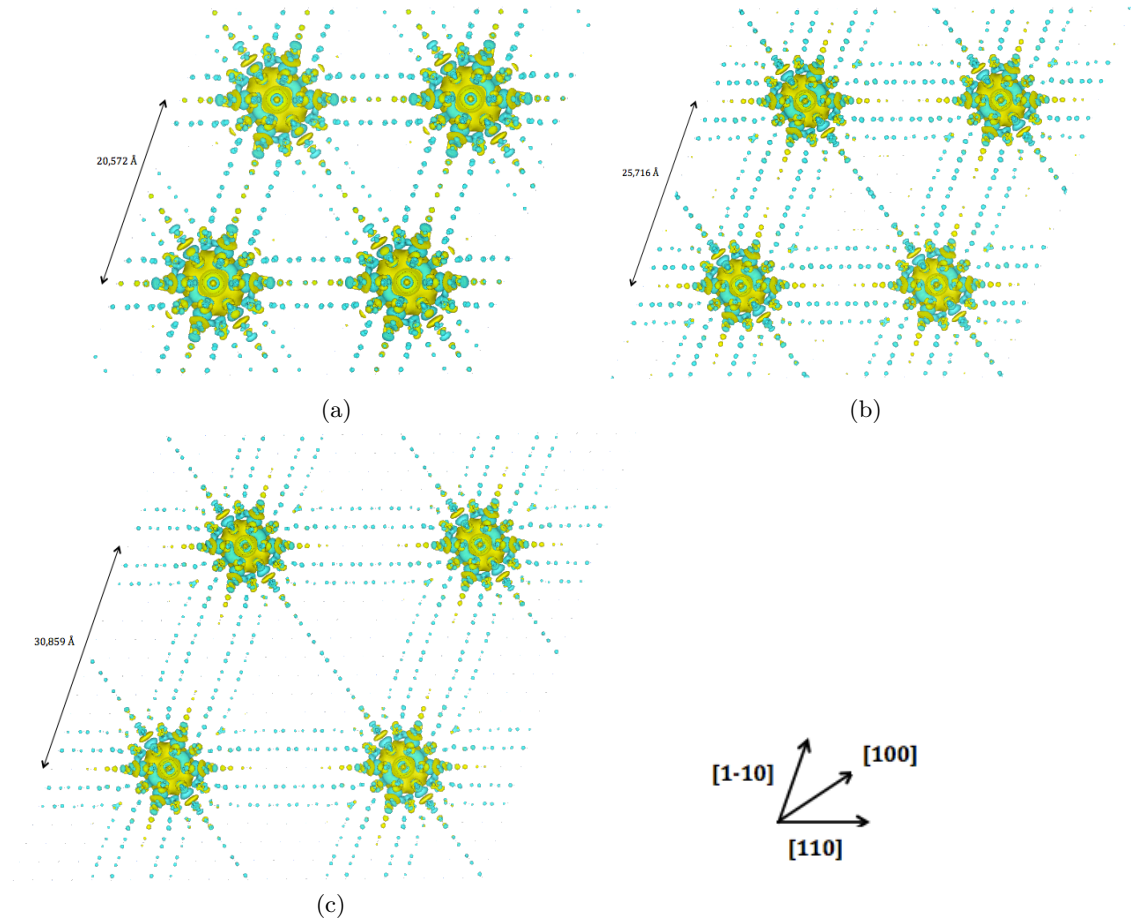 20,572 Å
25,716 Å
(a)
(b)
30,859 Å
[1-10]
[100]
[110]
(c)